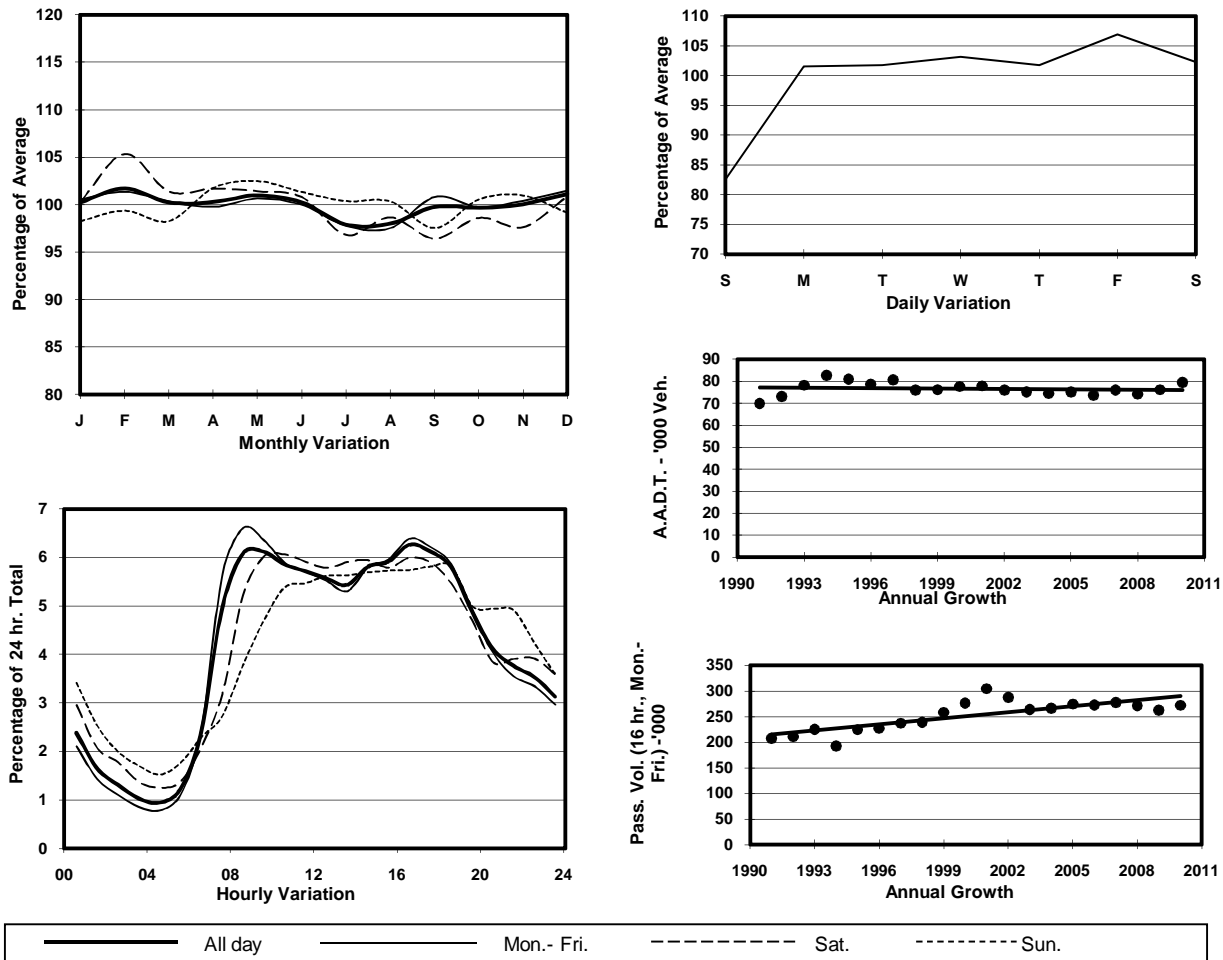 120
115
110
105
100
95
90
85
80
Percentage of Average
J F M A M J J A S O N D
Monthly Variation
110
105
100
95
90
85
80
75
70
Percentage of Average
S M T W T F S
Daily Variation
90
80
70
60
50
40
30
20
10
0
A.A.D.T. - '000 Veh.
1990 1993 1996 1999 2002 2005 2008 2011
Annual Growth
7
6
5
4
3
2
1
0
Percentage of 24 hr. Total
00 04 08 12 16 20 24
Hourly Variation
350
300
250
200
150
100
50
0
Pass. Vol. (16 hr., Mon.-
Fri.) -'000
1990 1993 1996 1999 2002 2005 2008 2011
Annual Growth
All day Mon.- Fri. Sat. Sun.